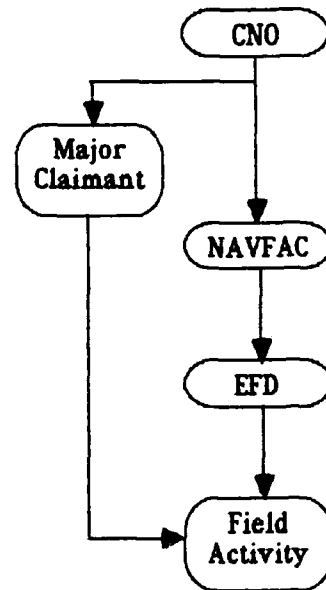 CNO
Major
Claimant
NAVFAC
EFD
Field
Activity